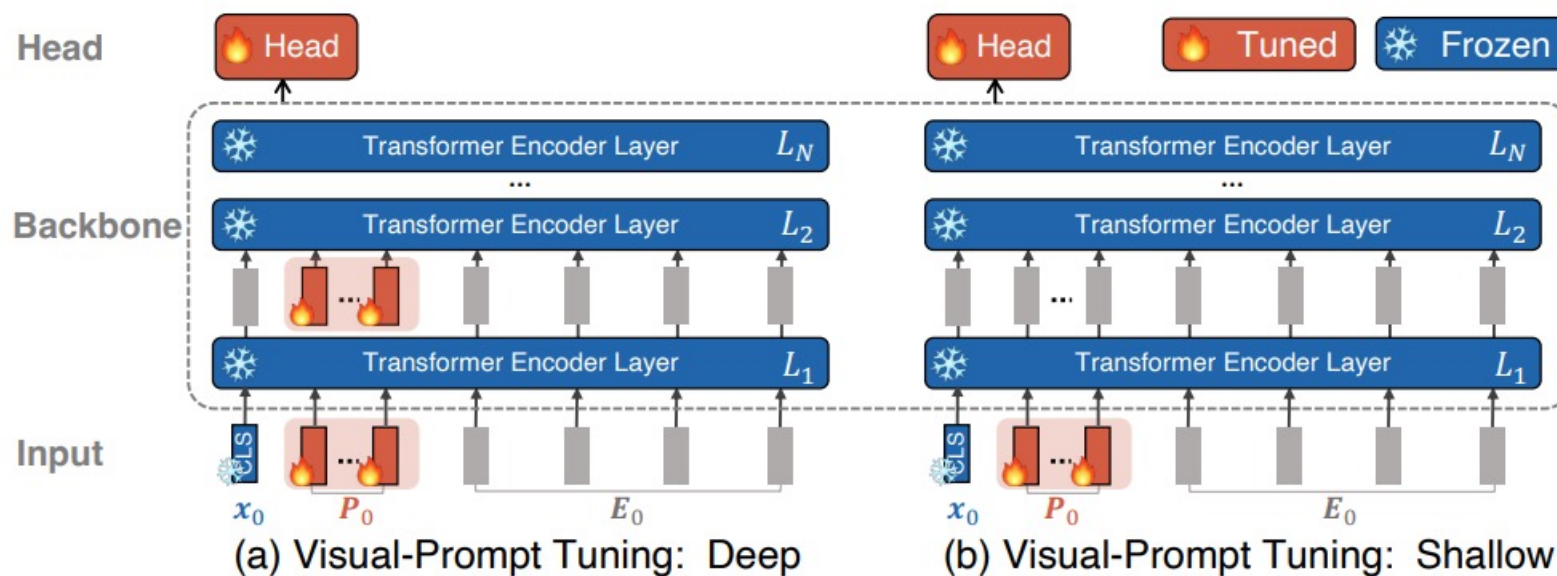 Head
Head
Head
Tuned
Frozen
Transformer Encoder Layer L_N
Transformer Encoder Layer L_N
...
...
Backbone
Transformer Encoder Layer L_2
Transformer Encoder Layer L_2
...
...
Transformer Encoder Layer L_1
Transformer Encoder Layer L_1
Input
CLS
...
CLS
...
x_0
P_0
E_0
x_0
P_0
E_0
(a) Visual-Prompt Tuning: Deep
(b) Visual-Prompt Tuning: Shallow